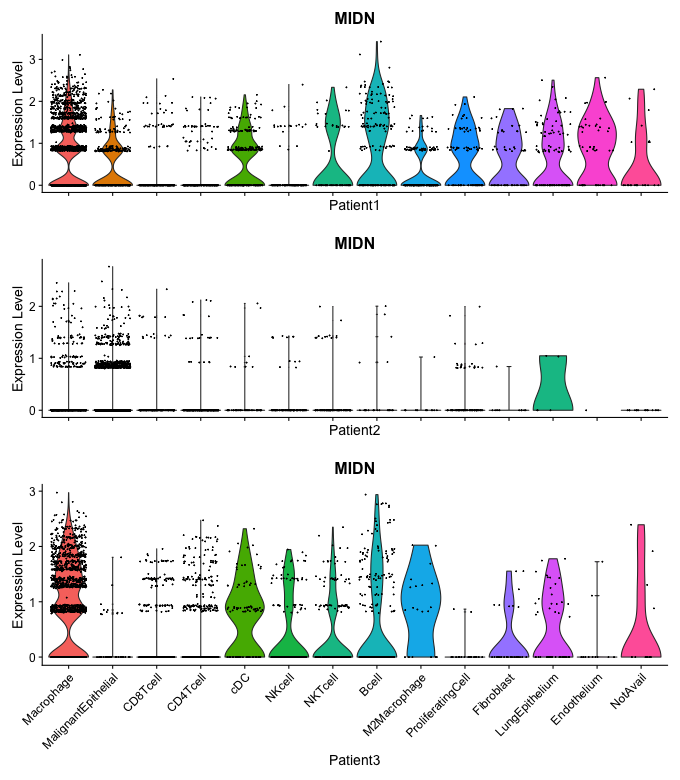 MIDN
Expression Level
3
2
1
0
Patient1
MIDN
Expression Level
2
1
0
Patient2
MIDN
Expression Level
3
2
1
0
Macrophage
MalignantEpithelial
CD8Tcell
CD4Tcell
cDC
NKcell
NKTcell
Bcell
M2Macrophage
ProliferatingCell
Fibroblast
LungEpithelium
Endothelium
NotAvail
Patient3